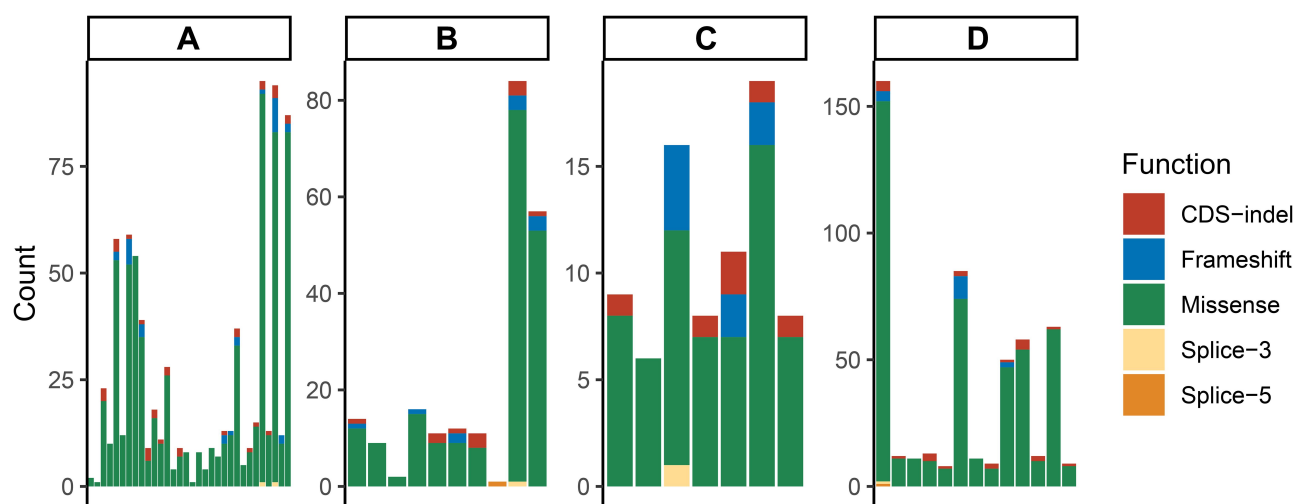 A
B
C
D
Count
75
50
25
0
80
60
40
20
0
15
10
5
0
150
100
50
0
Function
CDS−indel
Frameshift
Missense
Splice−3
Splice−5